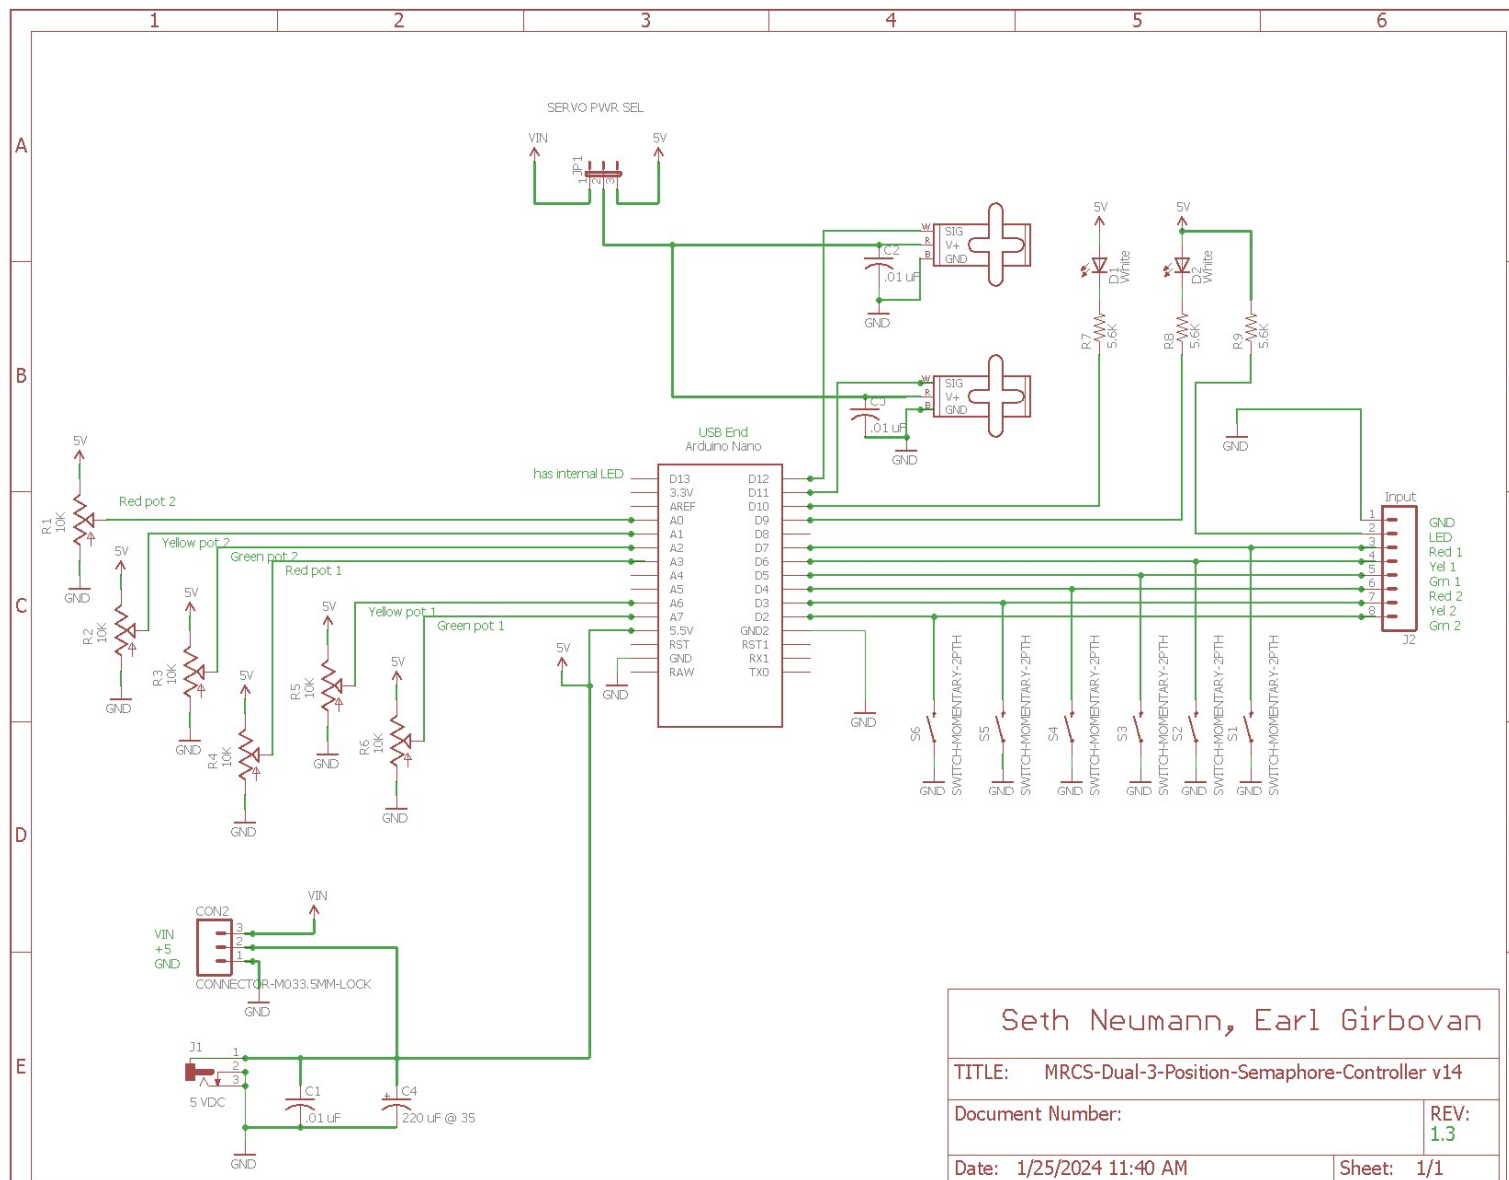 1 2 3 4 5 6
A
B
C
D
E
SERVO PWR SEL
VIN
5V
JP1
1
2
3
W
R
B
SIG
V+
GND
C2
.01 uF
GND
W
R
B
SIG
V+
GND
.01 uF
GND
5V
D1
White
R7
5.6K
5V
D2
White
R8
5.6K
R9
5.6K
GND
USB End
Arduino Nano
has internal LED
D13
3.3V
AREF
A0
A1
A2
A3
A4
A5
A6
A7
5.5V
RST
GND
RAW
D12
D11
D10
D9
D8
D7
D6
D5
D4
D3
D2
GND2
RST1
RX1
TX0
5V
R1
10K
GND
Red pot 2
5V
R2
10K
GND
Yellow pot 2
5V
R3
10K
GND
Green pot 2
5V
R4
10K
GND
Red pot 1
5V
R5
10K
GND
Yellow pot 1
5V
R6
10K
GND
Green pot 1
5V
GND
GND
Input
1
2
3
4
5
6
7
8
GND
LED
Red 1
Yel 1
Grn 1
Red 2
Yel 2
Grn 2
J2
S6
SWITCH-MOMENTARY-2PTH
GND
S5
SWITCH-MOMENTARY-2PTH
GND
S4
SWITCH-MOMENTARY-2PTH
GND
S3
SWITCH-MOMENTARY-2PTH
GND
S2
SWITCH-MOMENTARY-2PTH
GND
S1
SWITCH-MOMENTARY-2PTH
GND
VIN
CON2
3
2
1
VIN
+5
GND
CONNECTOR-M033.5MM-LOCK
GND
J1
1
2
3
5 VDC
C1
.01 uF
+
C4
220 uF @ 35
GND
Seth Neumann, Earl Girbovan
TITLE: MRCS-Dual-3-Position-Semaphore-Controller v14
Document Number:
REV:
1.3
Date: 1/25/2024 11:40 AM
Sheet: 1/1